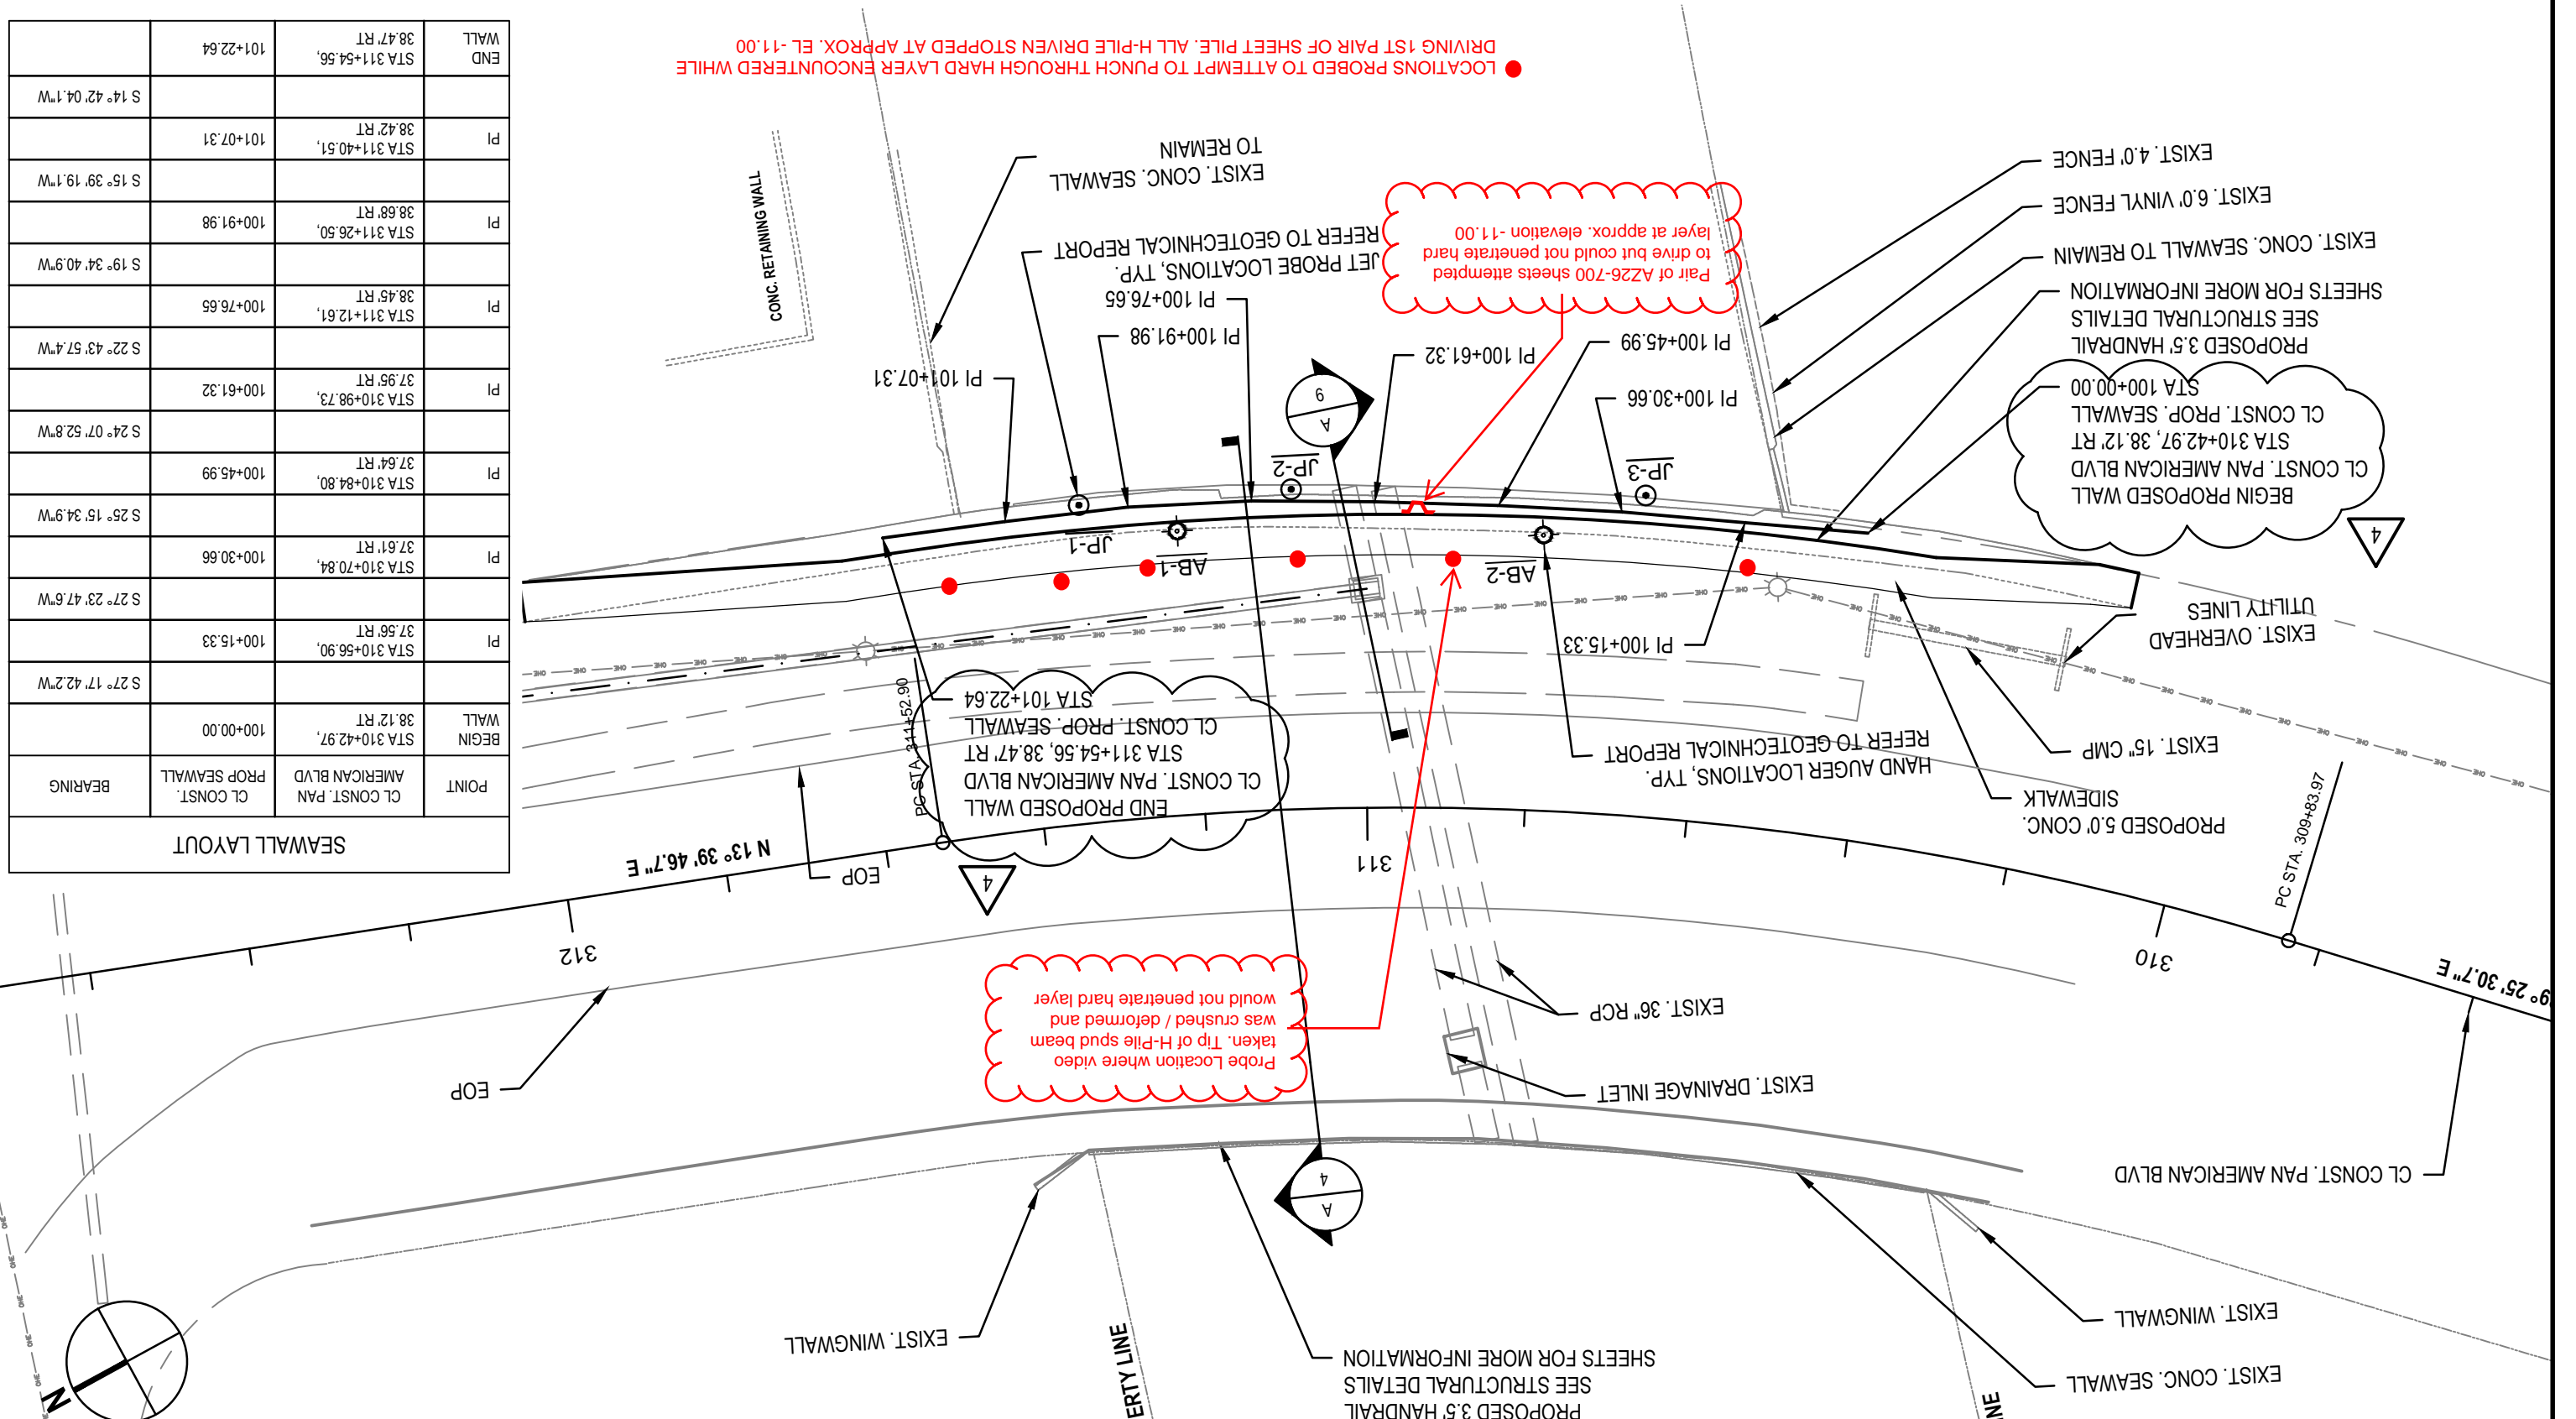 SEAWALL LAYOUT
POINT
CL CONST. PAN
AMERICAN BLVD
CL CONST.
PROP SEAWALL
BEARING
BEGIN
WALL
STA 310+42.97,
38.12' RT
100+00.00
S 27° 17' 42.2"W
PI
STA 310+56.90,
37.56' RT
100+15.33
S 27° 23' 47.6"W
PI
STA 310+70.84,
37.61' RT
100+30.66
S 25° 15' 34.9"W
PI
STA 310+84.80,
37.64' RT
100+45.99
S 24° 07' 52.8"W
PI
STA 310+98.73,
37.95' RT
100+61.32
S 22° 43' 57.4"W
PI
STA 311+12.61,
38.45' RT
100+76.65
S 19° 34' 40.9"W
PI
STA 311+26.50,
38.68' RT
100+91.98
S 15° 39' 19.1"W
PI
STA 311+40.51,
38.42' RT
101+07.31
S 14° 42' 04.1"W
END
WALL
STA 311+54.56,
38.47' RT
101+22.64
PROPOSED 3.5' HANDRAIL
SEE STRUCTURAL DETAILS
SHEETS FOR MORE INFORMATION
EXIST. CONC. SEAWALL
EXIST. WINGWALL
EXIST. WINGWALL
ERTY LINE
NE
N
A
4
CL CONST. PAN AMERICAN BLVD
EXIST. DRAINAGE INLET
EXIST. 36" RCP
EOP
Probe Location where video
taken. Tip of H-Pile spud beam
was crushed / deformed and
would not penetrate hard layer
9° 25' 30.7" E
310
311
312
PC STA. 309+83.97
N 13° 39' 46.7" E
EOP
4
PC STA. 311+52.90
END PROPOSED WALL
CL CONST. PAN AMERICAN BLVD
STA 311+54.56, 38.47' RT
CL CONST. PROP. SEAWALL
STA 101+22.64
PROPOSED 5.0' CONC.
SIDEWALK
HAND AUGER LOCATIONS, TYP.
REFER TO GEOTECHNICAL REPORT
EXIST. 15" CMP
EXIST. OVERHEAD
UTILITY LINES
OHE OHE OHE OHE OHE OHE OHE OHE
PI 100+15.33
AB-1
AB-2
JP-1
JP-2
JP-3
4
BEGIN PROPOSED WALL
CL CONST. PAN AMERICAN BLVD
STA 310+42.97, 38.12' RT
CL CONST. PROP. SEAWALL
STA 100+00.00
PROPOSED 3.5' HANDRAIL
SEE STRUCTURAL DETAILS
SHEETS FOR MORE INFORMATION
EXIST. CONC. SEAWALL TO REMAIN
EXIST. 6.0' VINYL FENCE
EXIST. 4.0' FENCE
PI 100+30.66
PI 100+45.99
PI 100+61.32
PI 100+76.65
PI 100+91.98
PI 101+07.31
A
9
Pair of AZ26-700 sheets attempted
to drive but could not penetrate hard
layer at approx. elevation -11.00
JET PROBE LOCATIONS, TYP.
REFER TO GEOTECHNICAL REPORT
EXIST. CONC. SEAWALL
TO REMAIN
CONC. RETAINING WALL
LOCATIONS PROBED TO ATTEMPT TO PUNCH THROUGH HARD LAYER ENCOUNTERED WHILE
DRIVING 1ST PAIR OF SHEET PILE. ALL H-PILE DRIVEN STOPPED AT APPROX. EL -11.00